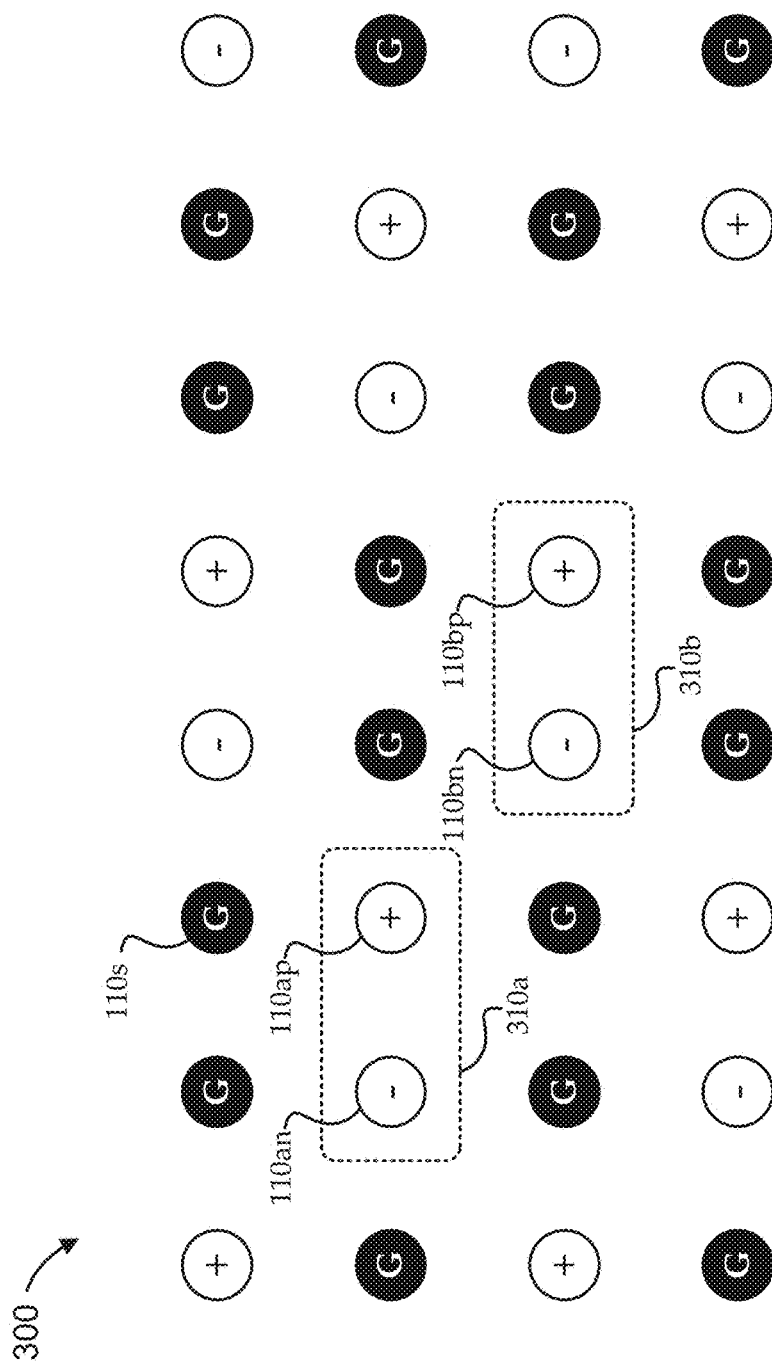 300
110s
+ G G - + G G -
110an 110ap
G - + G G - + G
110bn 110bp
310a
+ G G - + G G -
310b
G - + G G - + G